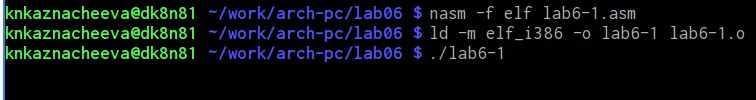 knkaznacheeva@dk8n81 ~/work/arch-pc/lab06 $ nasm -f elf lab6-1.asm
knkaznacheeva@dk8n81 ~/work/arch-pc/lab06 $ ld -m elf_i386 -o lab6-1 lab6-1.o
knkaznacheeva@dk8n81 ~/work/arch-pc/lab06 $ ./lab6-1